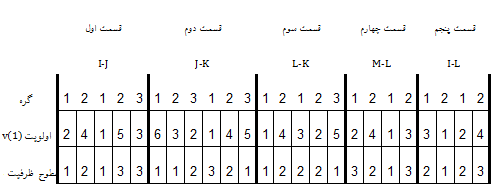 قسمت اول قسمت دوم قسمت سوم قسمت چهارم قسمت پنجم
I-J J-K L-K M-L I-L
گره 1 2 1 2 3 1 2 3 1 2 3 1 2 1 2 3 1 2 1 2 1 2 1 2
اولویت v(1) 2 4 1 5 3 6 3 2 1 4 5 1 4 3 2 5 2 4 1 3 3 1 2 4
طوح ظرفیت 1 2 1 3 3 1 1 2 3 2 1 1 2 2 2 1 3 2 1 3 2 1 2 3